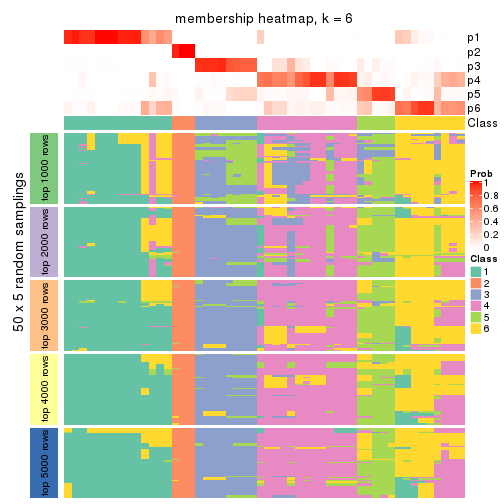 membership heatmap, k = 6
p1
p2
p3
p4
p5
p6
Class
50 x 5 random samplings
top 1000 rows
top 2000 rows
top 3000 rows
top 4000 rows
top 5000 rows
Prob
1
0.8
0.6
0.4
0.2
0
Class
1
2
3
4
5
6